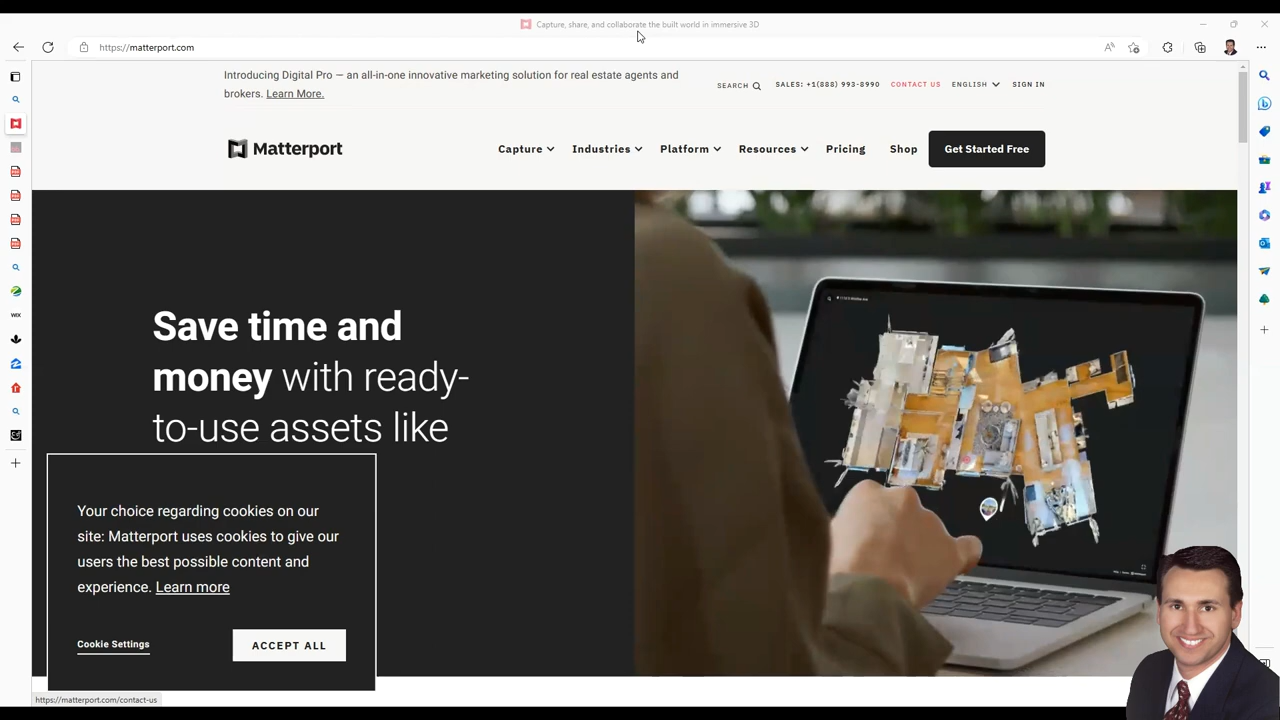 Capture, share, and collaborate the built world in immersive 3D
https://matterport.com
Introducing Digital Pro — an all-in-one innovative marketing solution for real estate agents and
brokers. Learn More.
SEARCH SALES: +1(888) 993-8990 CONTACT US ENGLISH SIGN IN
Matterport Capture Industries Platform Resources Pricing Shop Get Started Free
Save time and
money with ready-
to-use assets like
Your choice regarding cookies on our
site: Matterport uses cookies to give our
users the best possible content and
experience. Learn more
Cookie Settings ACCEPT ALL
https://matterport.com/contact-us